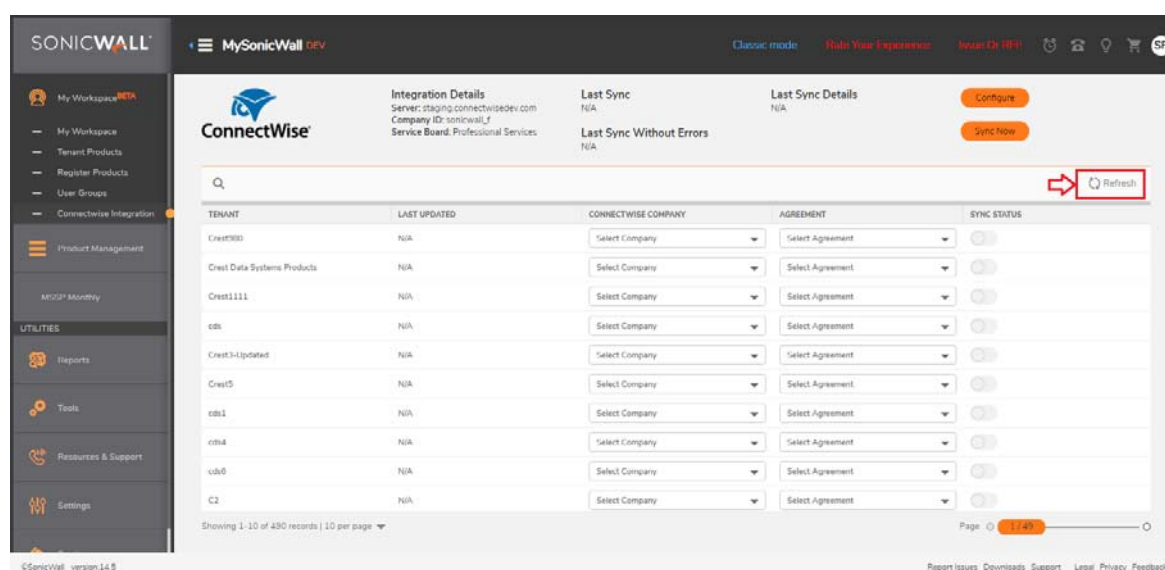 SONICWALL
MySonicWall DEV
Classic mode Rate Your Experience Issue Or RFE
SF
My Workspace BETA
My Workspace
Tenant Products
Register Products
User Groups
Connectwise Integration
Product Management
MSSP Monthly
UTILITIES
Reports
Tools
Resources & Support
Settings
ConnectWise
Integration Details
Server: staging.connectwisedev.com
Company ID: sonicwall_f
Service Board: Professional Services
Last Sync
N/A
Last Sync Without Errors
N/A
Last Sync Details
N/A
Configure
Sync Now
Refresh
TENANT LAST UPDATED CONNECTWISE COMPANY AGREEMENT SYNC STATUS
N/A Select Company Select Agreement
Crest Data Systems Products N/A Select Company Select Agreement
Crest1111 N/A Select Company Select Agreement
cds N/A Select Company Select Agreement
Crest3-Updated N/A Select Company Select Agreement
Crest5 N/A Select Company Select Agreement
cds1 N/A Select Company Select Agreement
cds4 N/A Select Company Select Agreement
cds6 N/A Select Company Select Agreement
C2 N/A Select Company Select Agreement
Showing 1-10 of 490 records | 10 per page
Page 1 / 49
©SonicWall version.14.5
Report Issues Downloads Support Legal Privacy Feedback